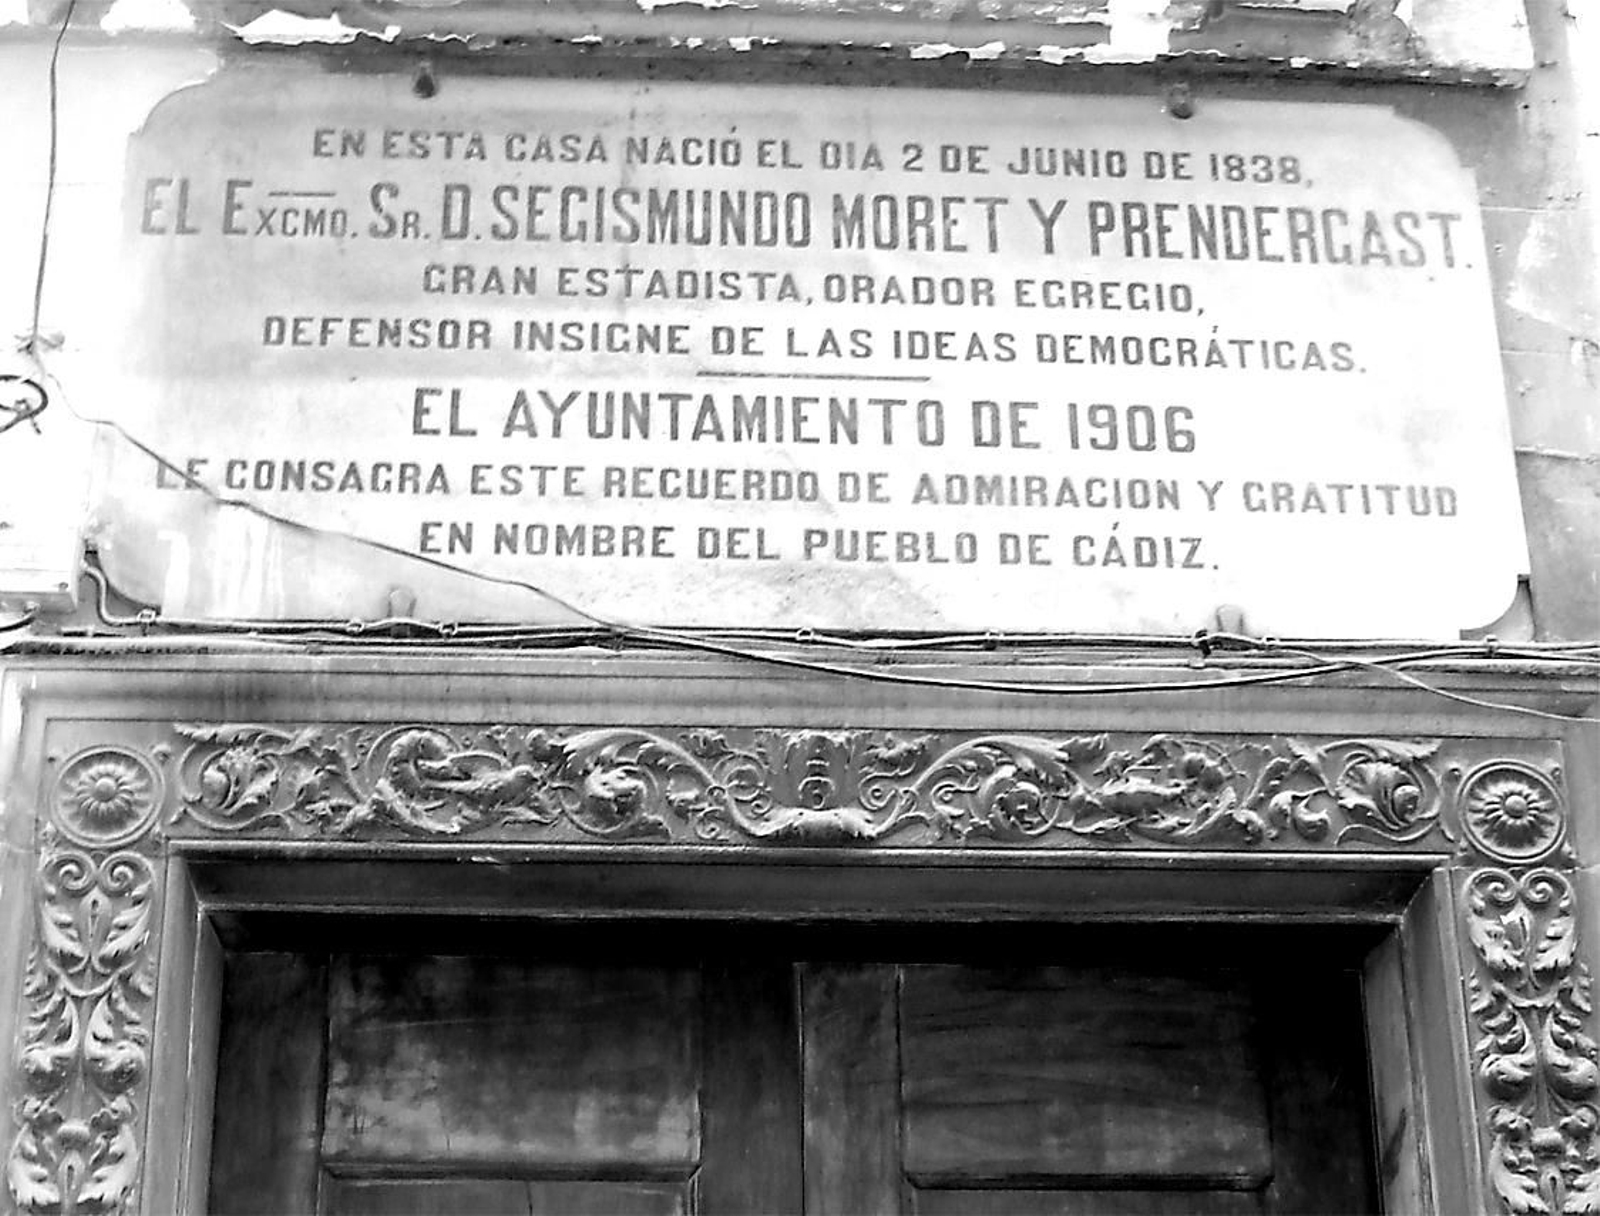 EN ESTA CASA NACIÓ EL DIA 2 DE JUNIO DE 1838,
EL EXCMO. SR. D. SEGISMUNDO MORET Y PRENDERGAST.
GRAN ESTADISTA, ORADOR EGREGIO,
DEFENSOR INSIGNE DE LAS IDEAS DEMOCRÁTICAS.
EL AYUNTAMIENTO DE 1906
LE CONSAGRA ESTE RECUERDO DE ADMIRACION Y GRATITUD
EN NOMBRE DEL PUEBLO DE CÁDIZ.